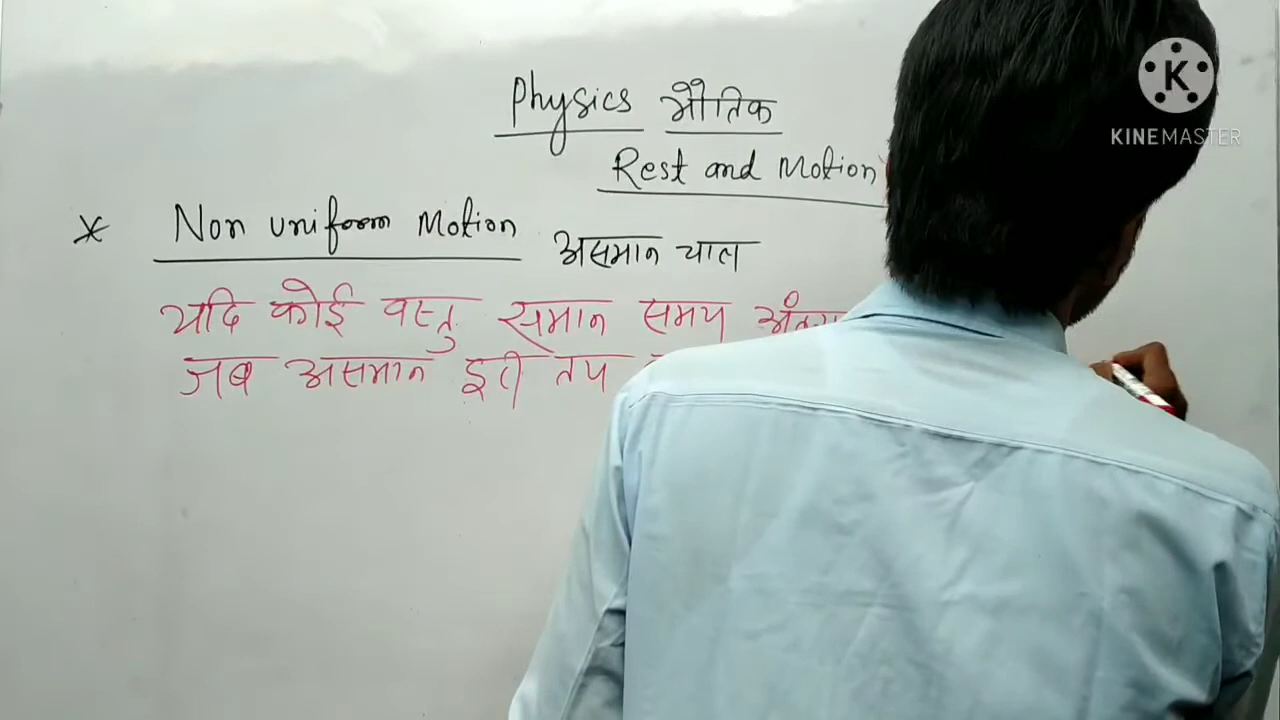 Physics भौतिक
Rest and Motion
* Non uniform Motion असमान चाल
यदि कोई वस्तु समान समय
जब असमान दूरी तय
KINEMASTER